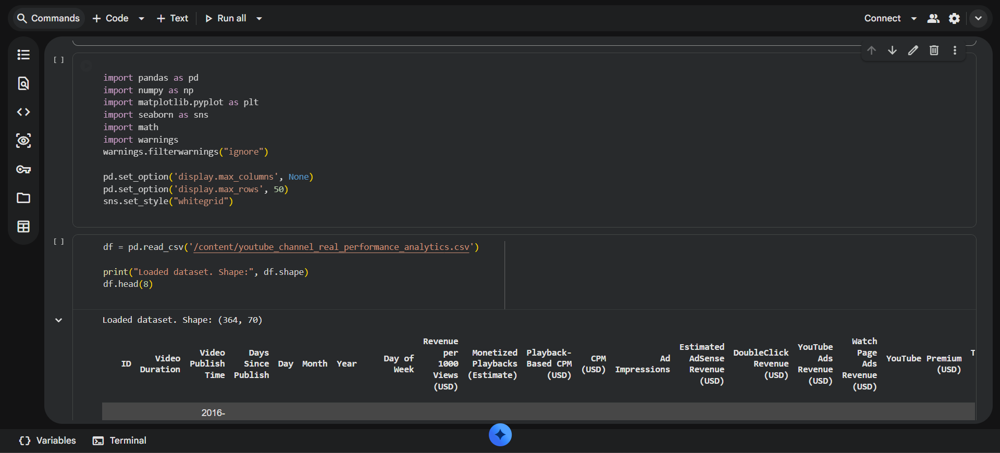 Commands + Code + Text Run all Connect
[ ]
import pandas as pd
import numpy as np
import matplotlib.pyplot as plt
import seaborn as sns
import math
import warnings
warnings.filterwarnings("ignore")
pd.set_option('display.max_columns', None)
pd.set_option('display.max_rows', 50)
sns.set_style("whitegrid")
[ ]
df = pd.read_csv('/content/youtube_channel_real_performance_analytics.csv')
print("Loaded dataset. Shape:", df.shape)
df.head(8)
Loaded dataset. Shape: (364, 70)
ID
Video
Duration
Video
Publish
Time
Days
Since
Publish
Day
Month
Year
Day of
Week
Revenue
per
1000
Views
(USD)
Monetized
Playbacks
(Estimate)
Playback-
Based CPM
(USD)
CPM
(USD)
Ad
Impressions
Estimated
AdSense
Revenue
(USD)
DoubleClick
Revenue
(USD)
YouTube
Ads
Revenue
(USD)
Watch
Page
Ads
Revenue
(USD)
YouTube Premium
(USD)
T
2016-
{} Variables Terminal